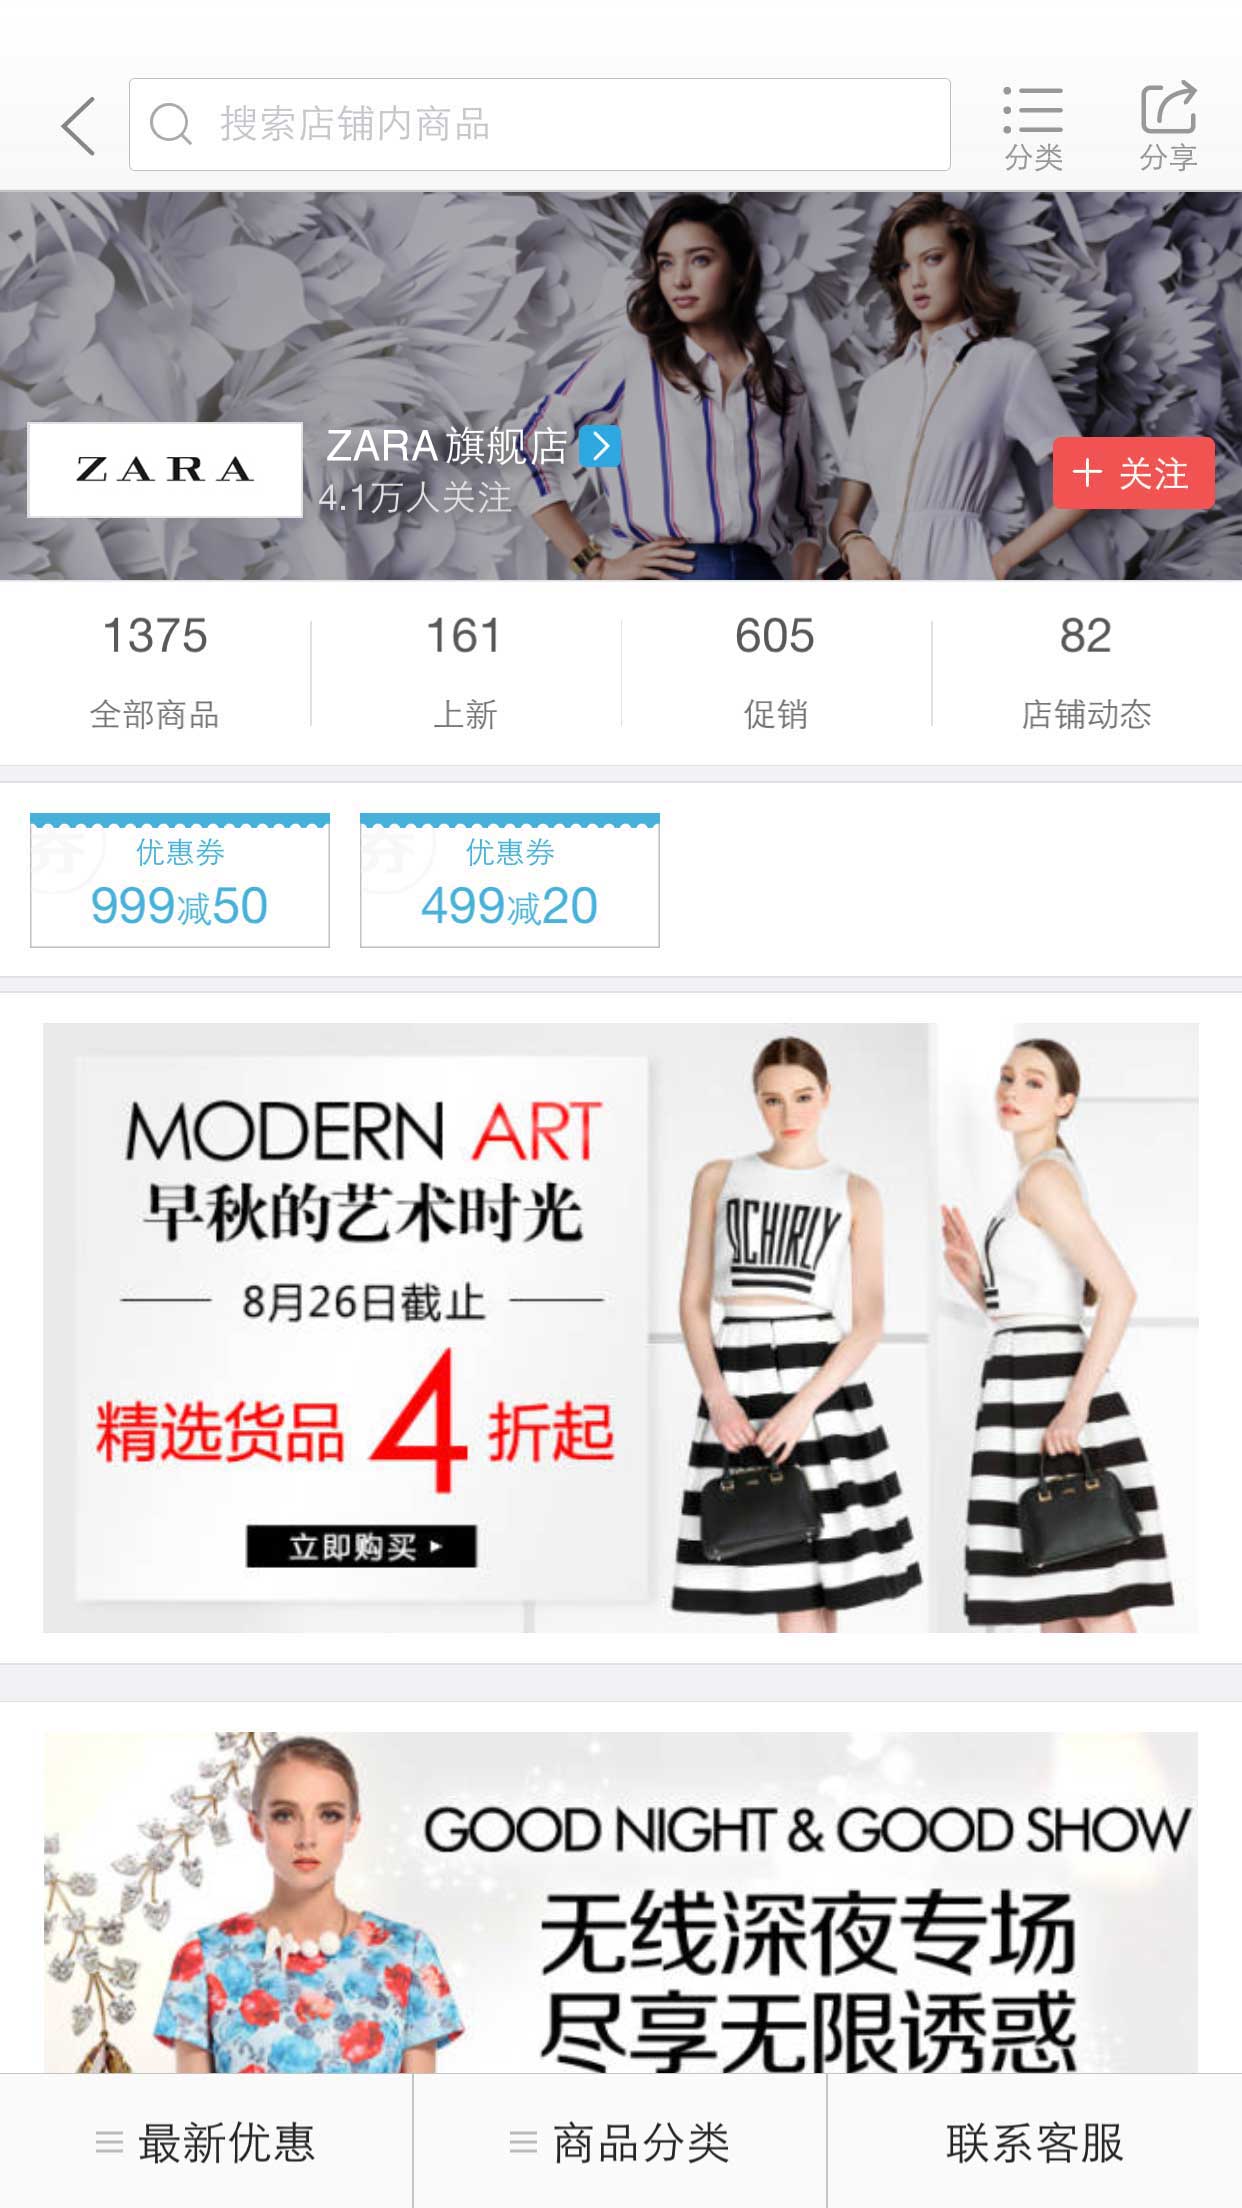 搜索店铺内商品
分类
分享
ZARA
ZARA旗舰店
4.1万人关注
+ 关注
1375
161
605
82
全部商品
上新
促销
店铺动态
券
优惠券
999减50
券
优惠券
499减20
MODERN ART
早秋的艺术时光
8月26日截止
精选货品4折起
立即购买
OCHIRLY
GOOD NIGHT & GOOD SHOW
无线深夜专场
尽享无限诱惑
最新优惠
商品分类
联系客服